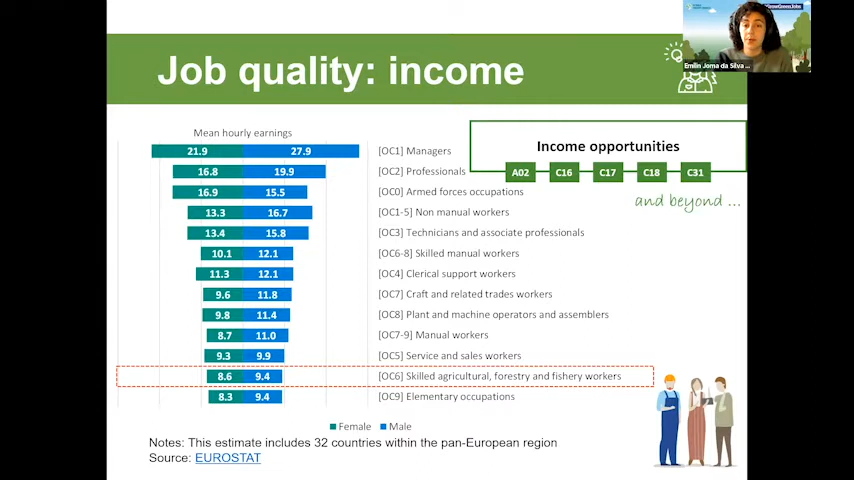 #GrowGreenJobs
Emilin Joma da Silva ...
Job quality: income
Mean hourly earnings
21.9 27.9 [OC1] Managers
16.8 19.9 [OC2] Professionals
16.9 15.5 [OC0] Armed forces occupations
13.3 16.7 [OC1-5] Non manual workers
13.4 15.8 [OC3] Technicians and associate professionals
10.1 12.1 [OC6-8] Skilled manual workers
11.3 12.1 [OC4] Clerical support workers
9.6 11.8 [OC7] Craft and related trades workers
9.8 11.4 [OC8] Plant and machine operators and assemblers
8.7 11.0 [OC7-9] Manual workers
9.3 9.9 [OC5] Service and sales workers
8.6 9.4 [OC6] Skilled agricultural, forestry and fishery workers
8.3 9.4 [OC9] Elementary occupations
Female Male
Income opportunities
A02 C16 C17 C18 C31
and beyond ...
Notes: This estimate includes 32 countries within the pan-European region
Source: EUROSTAT